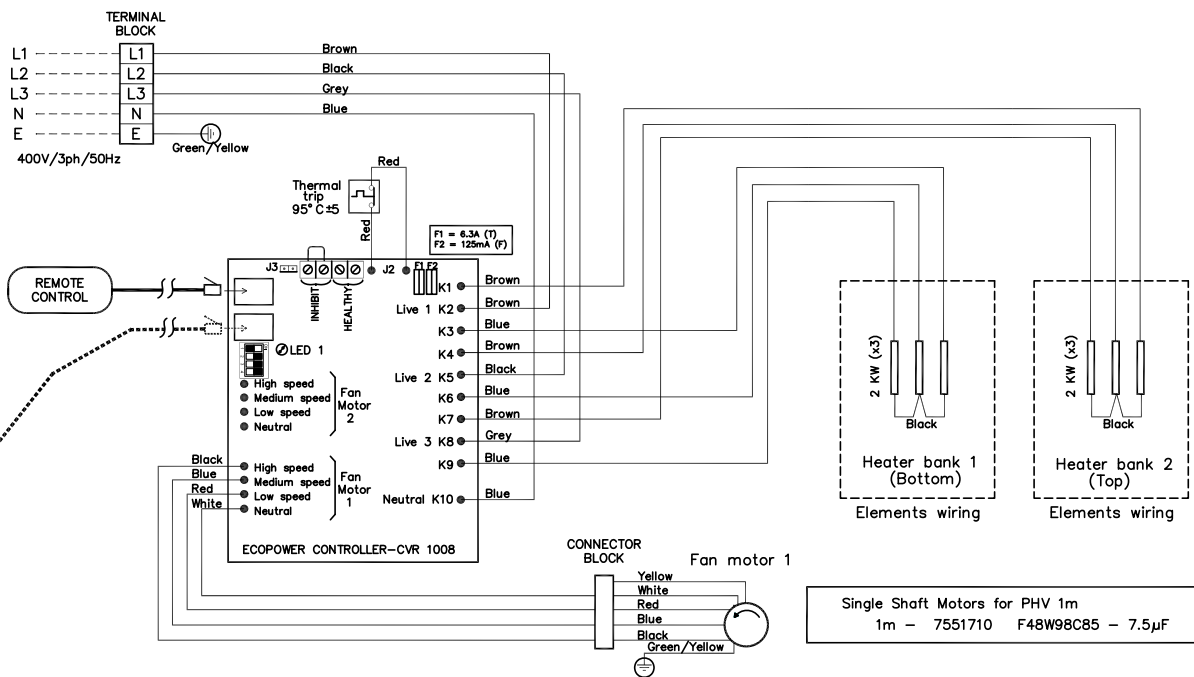 TERMINAL
BLOCK
L1 L1 Brown
L2 L2 Black
L3 L3 Grey
N N Blue
E E
Green/Yellow
400V/3ph/50Hz
Red
Thermal
trip
95°C ±5
Red
F1 = 6.3A (T)
F2 = 125mA (F)
J3
J2
F1 F2
INHIBIT
HEALTHY
REMOTE
CONTROL
K1 Brown
Live 1 K2 Brown
K3 Blue
K4 Brown
Live 2 K5 Black
K6 Blue
K7 Brown
Live 3 K8 Grey
K9 Blue
Neutral K10 Blue
LED 1
High speed
Medium speed
Low speed
Neutral
Fan
Motor
2
Black High speed
Blue Medium speed
Red Low speed
White Neutral
Fan
Motor
1
ECOPOWER CONTROLLER-CVR 1008
2 KW (x3)
Black
Heater bank 1
(Bottom)
Elements wiring
2 KW (x3)
Black
Heater bank 2
(Top)
Elements wiring
CONNECTOR
BLOCK
Fan motor 1
Yellow
White
Red
Blue
Black
Green/Yellow
Single Shaft Motors for PHV 1m
1m - 7551710 F48W98C85 - 7.5µF